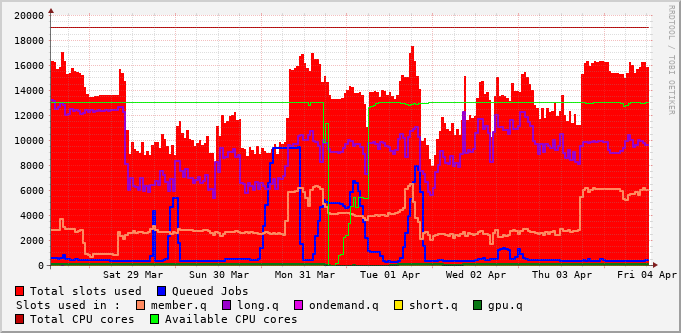 20000
18000
16000
14000
12000
10000
8000
6000
4000
2000
0
RRDTOOL / TOBI OETIKER
Sat 29 Mar Sun 30 Mar Mon 31 Mar Tue 01 Apr Wed 02 Apr Thu 03 Apr Fri 04 Apr
Total slots used Queued Jobs
Slots used in : member.q long.q ondemand.q short.q gpu.q
Total CPU cores Available CPU cores